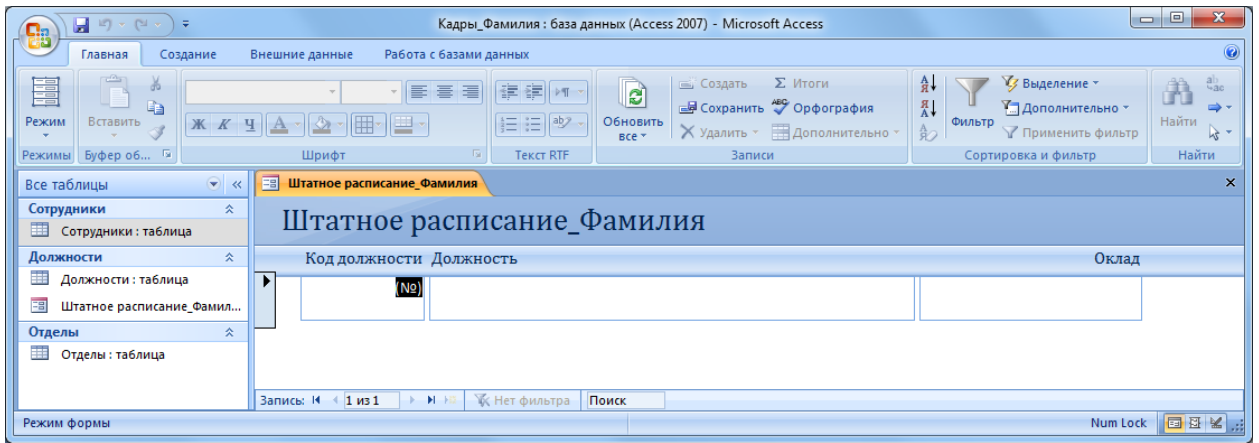 Кадры_Фамилия : база данных (Access 2007) - Microsoft Access
Главная Создание Внешние данные Работа с базами данных
Режим
Вставить
Ж К Ч
Обновить все
Создать
Сохранить
Удалить
Σ Итоги
Орфография
Дополнительно
Фильтр
Выделение
Дополнительно
Применить фильтр
Найти
Режимы Буфер об... Шрифт Текст RTF Записи Сортировка и фильтр Найти
Все таблицы
Сотрудники
Сотрудники : таблица
Должности
Должности : таблица
Штатное расписание_Фамил...
Отделы
Отделы : таблица
Штатное расписание_Фамилия
Штатное расписание_Фамилия
Код должности Должность Оклад
(№)
Запись: 1 из 1 Нет фильтра Поиск
Режим формы Num Lock